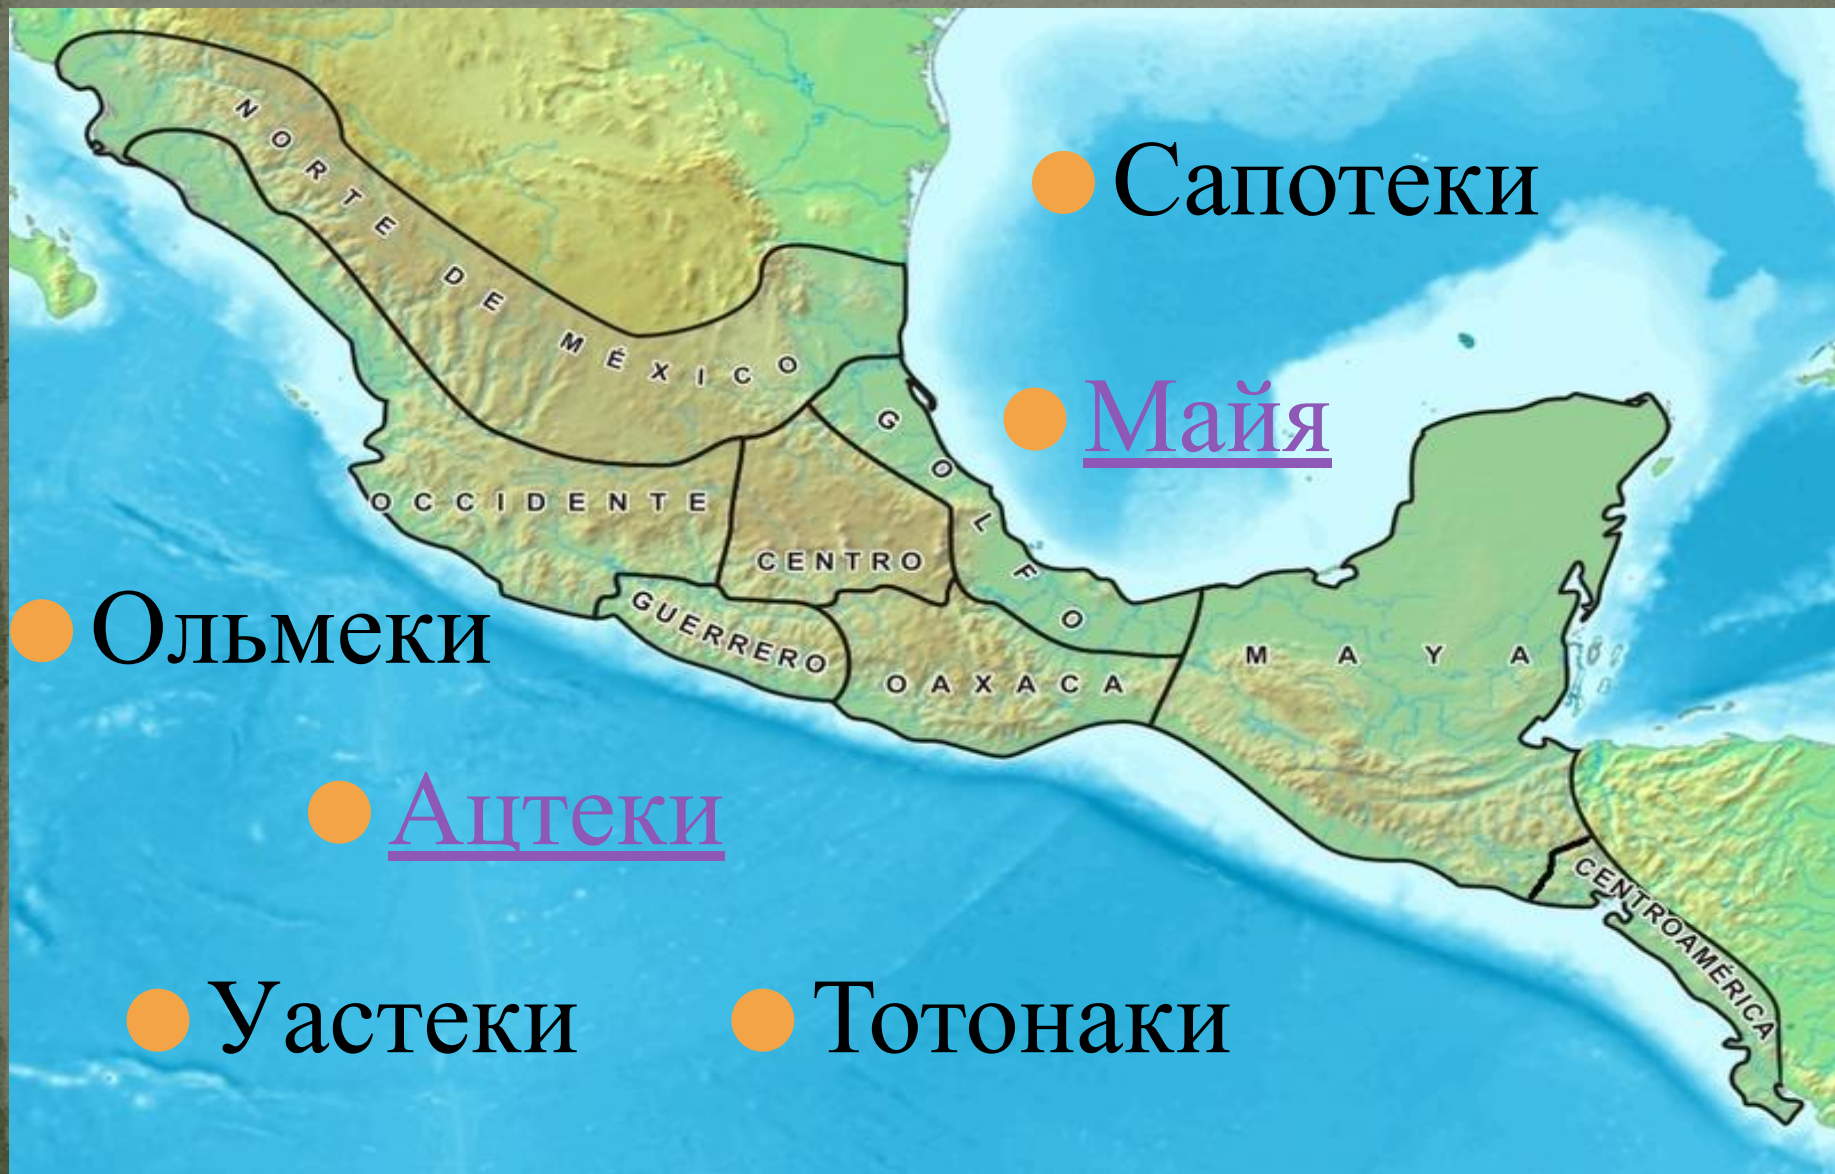 NORTE DE MÉXICO
Сапотеки
Майя
GOLFO
OCCIDENTE
CENTRO
Ольмеки
GUERRERO
OAXACA
MAYA
Ацтеки
CENTROAMÉRICA
Уастеки
Тотонаки